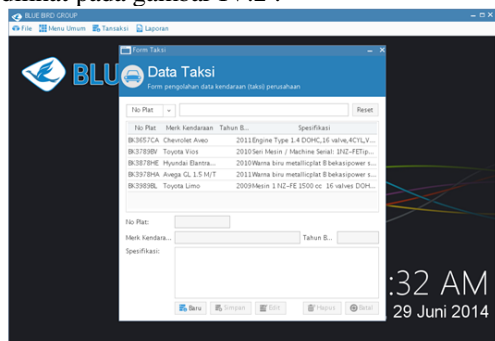 BLUE BIRD GROUP
File Menu Umum Tansaksi Laporan
Form Taksi
BLU
Data Taksi
Form pengolahan data kendaraan (taksi) perusahaan
No Plat Reset
No Plat Merk Kendaraan Tahun B... Spesifikasi
BK3657CA Chevrolet Aveo 2011 Engine Type 1.4 DOHC,16 valve,4CYL,V...
BK3789BV Toyota Vios 2010 Seri Mesin / Machine Serial: 1NZ-FETip...
BK3878HE Hyundai Elantra... 2010 Warna biru metallicplat B bekasipower s...
BK3978HA Avega GL 1.5 M/T 2011 Warna biru metallicplat B bekasipower s...
BK3989BL Toyota Limo 2009 Mesin 1 NZ-FE 1500 cc 16 valves DOH...
No Plat:
Merk Kendara... Tahun B...
Spesifikasi:
Baru Simpan Edit Hapus Batal
:32 AM
29 Juni 2014